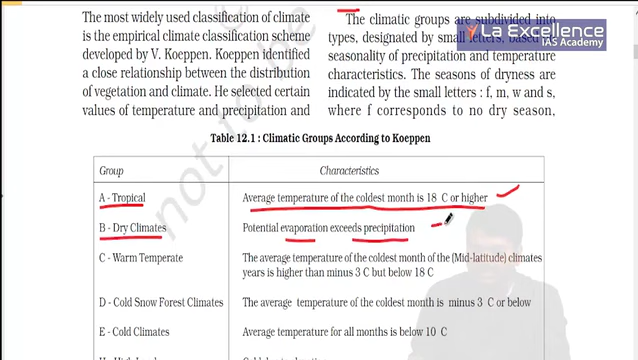 The most widely used classification of climate
is the empirical climate classification scheme
developed by V. Koeppen. Koeppen identified
a close relationship between the distribution
of vegetation and climate. He selected certain
values of temperature and precipitation and
The climatic groups are subdivided into
types, designated by small letters, based
seasonality of precipitation and temperature
characteristics. The seasons of dryness are
indicated by the small letters : f, m, w and s,
where f corresponds to no dry season,
La Excellence
IAS Academy
not to be
Table 12.1 : Climatic Groups According to Koeppen
Group Characteristics
A - Tropical Average temperature of the coldest month is 18 C or higher
B - Dry Climates Potential evaporation exceeds precipitation
C - Warm Temperate The average temperature of the coldest month of the (Mid-latitude) climates
years is higher than minus 3 C but below 18 C
D - Cold Snow Forest Climates The average temperature of the coldest month is minus 3 C or below
E - Cold Climates Average temperature for all months is below 10 C